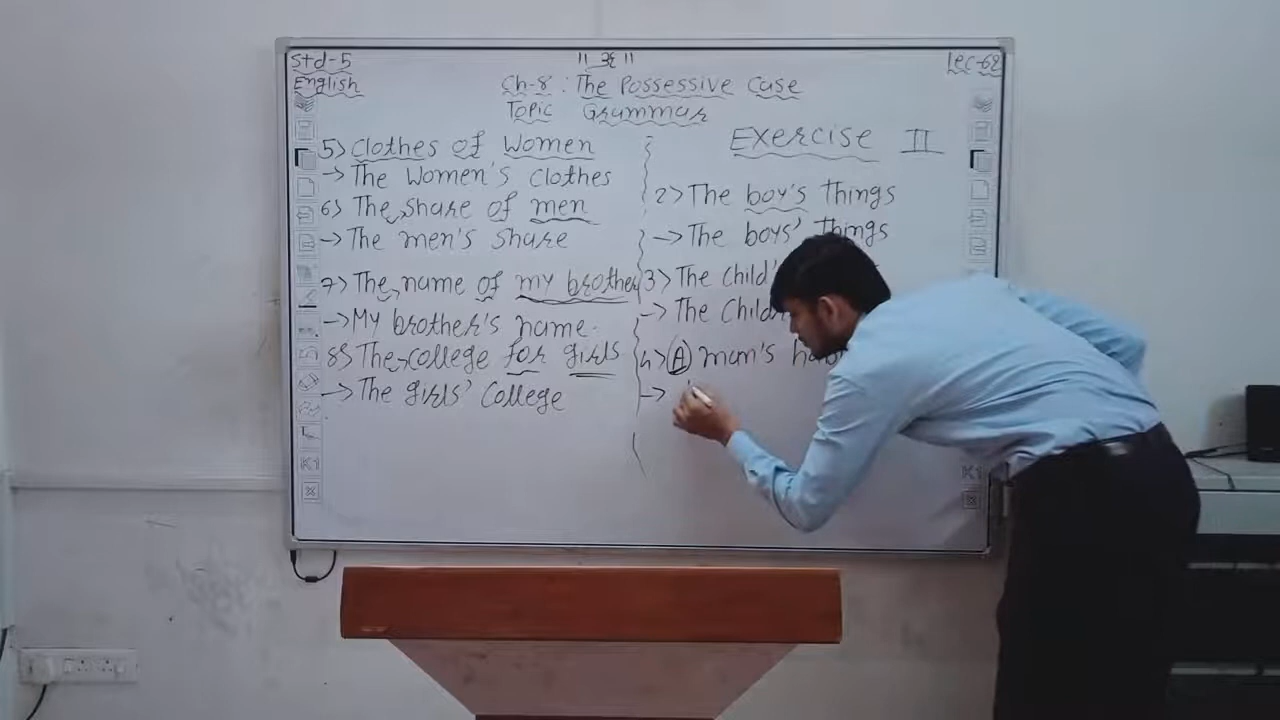 Std-5
English
Ch-8 : The Possessive Case
Topic Grammar
Lec-68
5) Clothes of Women
→ The Women's Clothes
6) The share of men
→ The men's share
7) The name of my brother
→ My brother's name.
8) The college for girls
→ The girls' College
Exercise II
2) The boy's things
→ The boys' things
3) The Child'
→ The Child
4) A man's
→
K1
K1